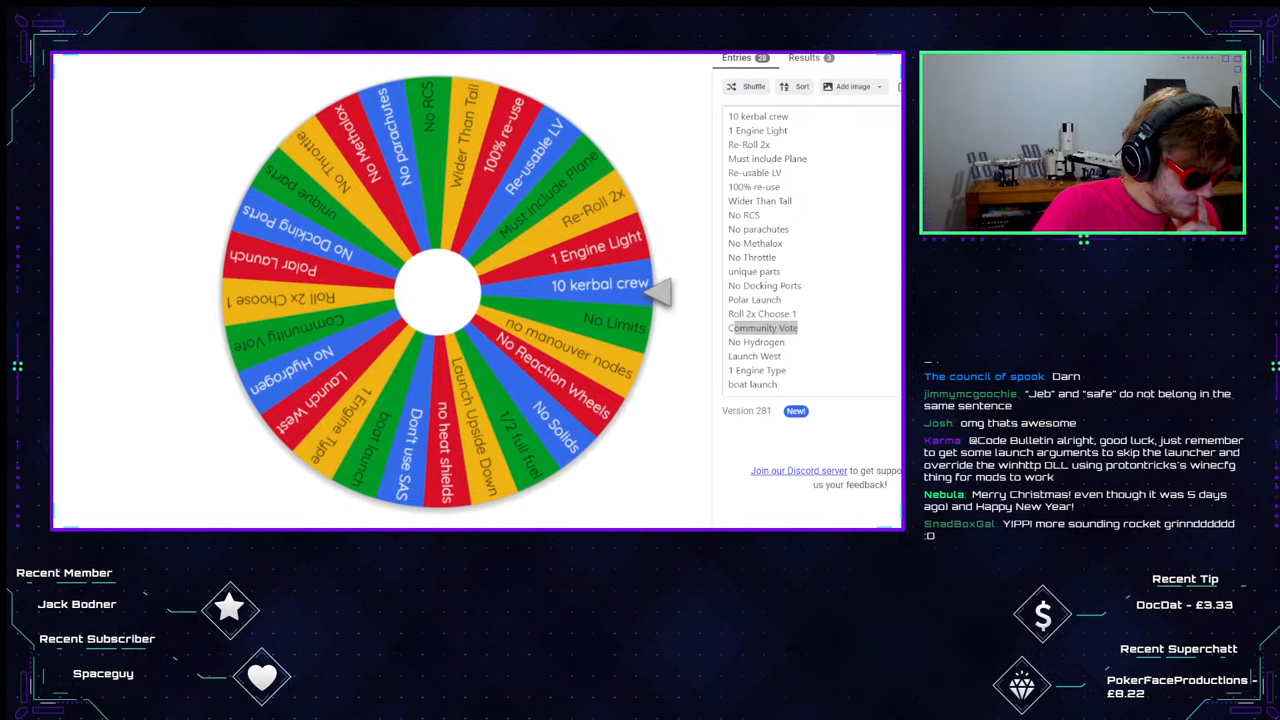 Entries 28
Results 3
Shuffle
Sort
Add image
10 kerbal crew
1 Engine Light
Re-Roll 2x
Must include Plane
Re-usable LV
100% re-use
Wider Than Tall
No RCS
No parachutes
No Methalox
No Throttle
unique parts
No Docking Ports
Polar Launch
Roll 2x Choose 1
Community Vote
No Hydrogen
Launch West
1 Engine Type
boat launch
Version 281
New!
Join our Discord server to get suppo
us your feedback!
No RCS
Wider Than Tall
100% re-use
Re-usable LV
Must include Plane
Re-Roll 2x
1 Engine Light
10 kerbal crew
No Limits
no manouver nodes
No Reaction Wheels
No Solids
1/2 full fuel
Launch Upside Down
no heat shields
Don't use SAS
boat launch
1 Engine Type
Launch West
No Hydrogen
Community Vote
Roll 2x Choose 1
Polar Launch
No Docking Ports
unique parts
No Throttle
No Methalox
No parachutes
The council of spook: Darn
jimmymcgoochie: "Jeb" and "safe" do not belong in the
same sentence
Josh: omg thats awesome
Karma: @Code Bulletin alright, good luck, just remember
to get some launch arguments to skip the launcher and
override the winhttp DLL using protontricks's winecfg
thing for mods to work
Nebula: Merry Christmas! even though it was 5 days
ago) and Happy New Year!
SnadBoxGal: YIPPI more sounding rocket grinndddddd
:D
Recent Member
Jack Bodner
Recent Subscriber
Spaceguy
Recent Tip
DocDat - £3.33
Recent Superchatt
PokerFaceProductions -
£8.22